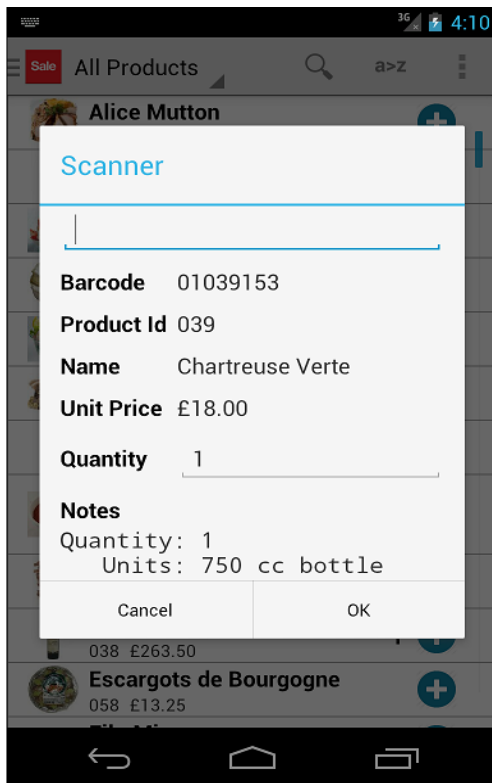 3G 4:10
Sale All Products a>z
Alice Mutton
Scanner
Barcode 01039153
Product Id 039
Name Chartreuse Verte
Unit Price £18.00
Quantity 1
Notes
Quantity: 1
Units: 750 cc bottle
Cancel OK
038 £263.50
Escargots de Bourgogne
058 £13.25